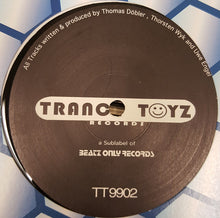 All Tracks written & produced by Thomas Döbler, Thorsten Wyk and Uwe Engel
TRANCE TOYZ
RECORDS
a Sublabel of
BEATZ ONLY RECORDS
TT9902